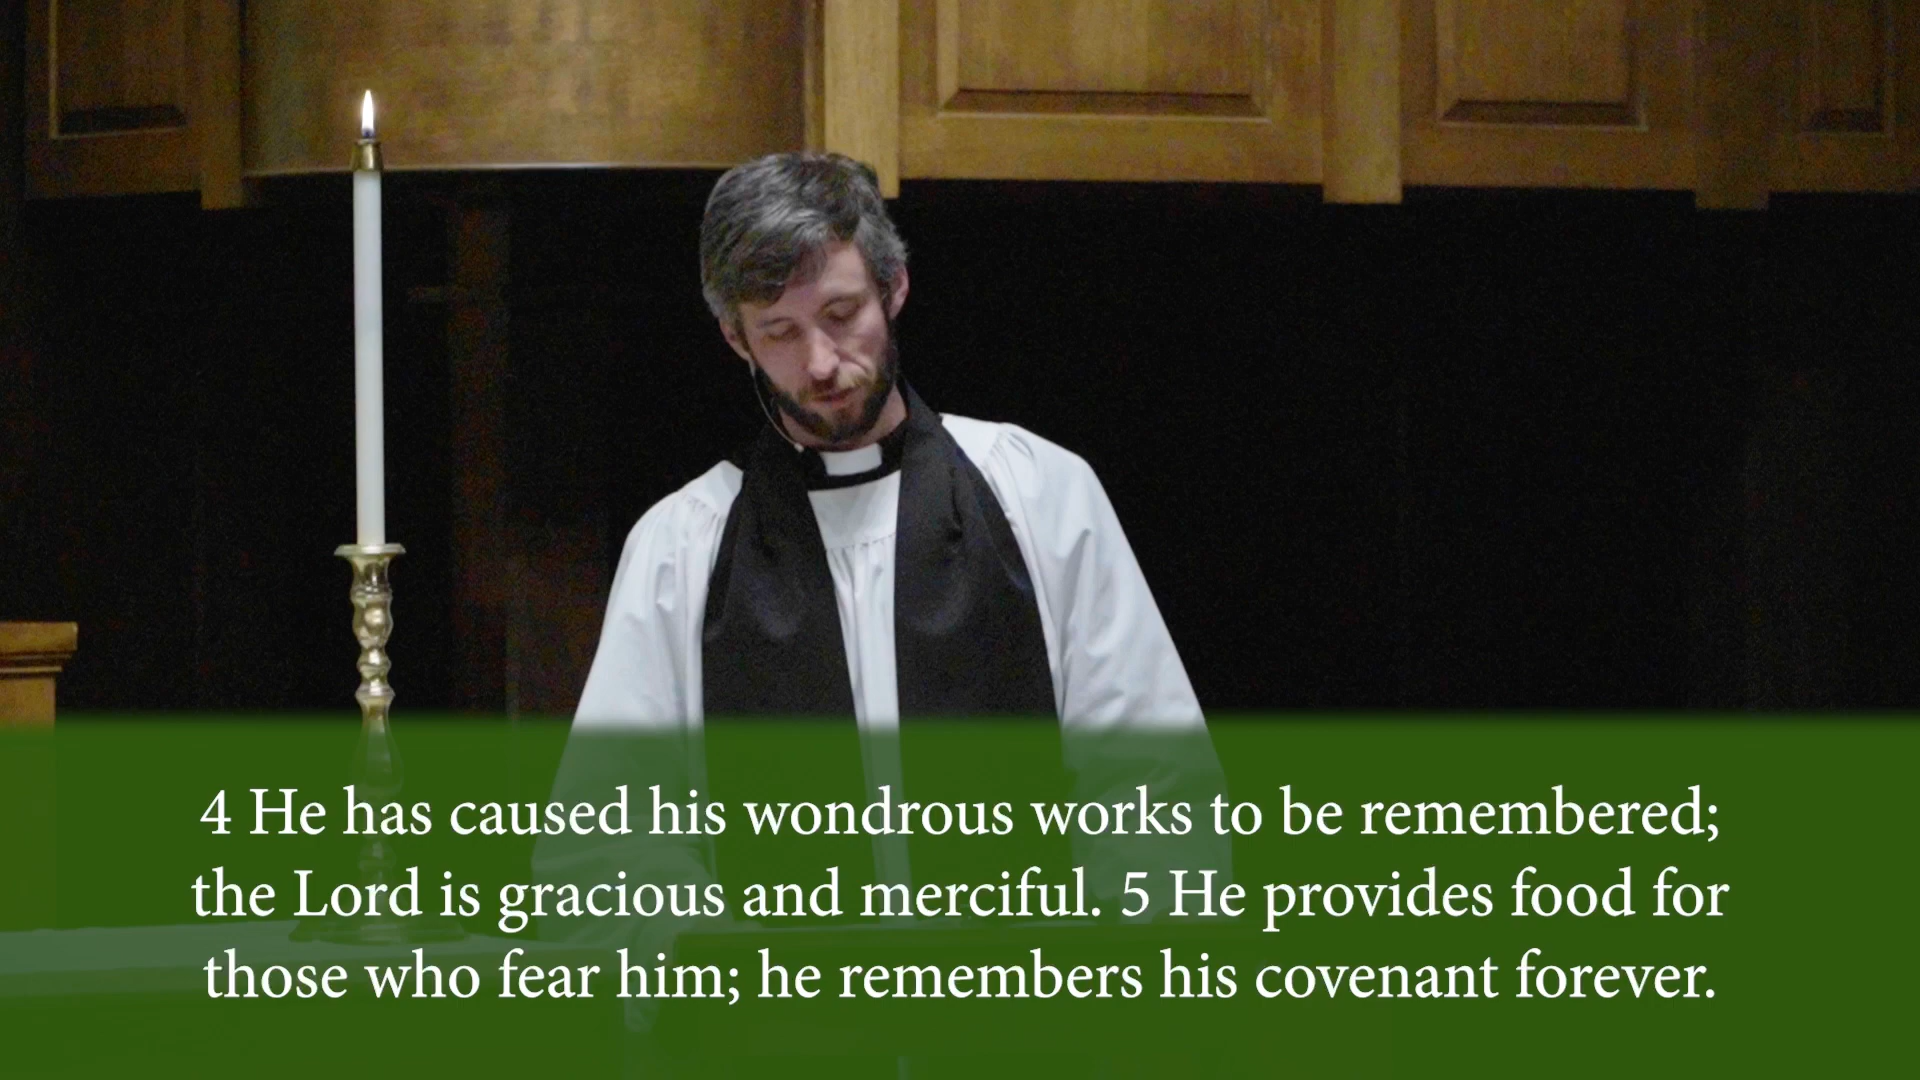 4 He has caused his wondrous works to be remembered;
the Lord is gracious and merciful. 5 He provides food for
those who fear him; he remembers his covenant forever.